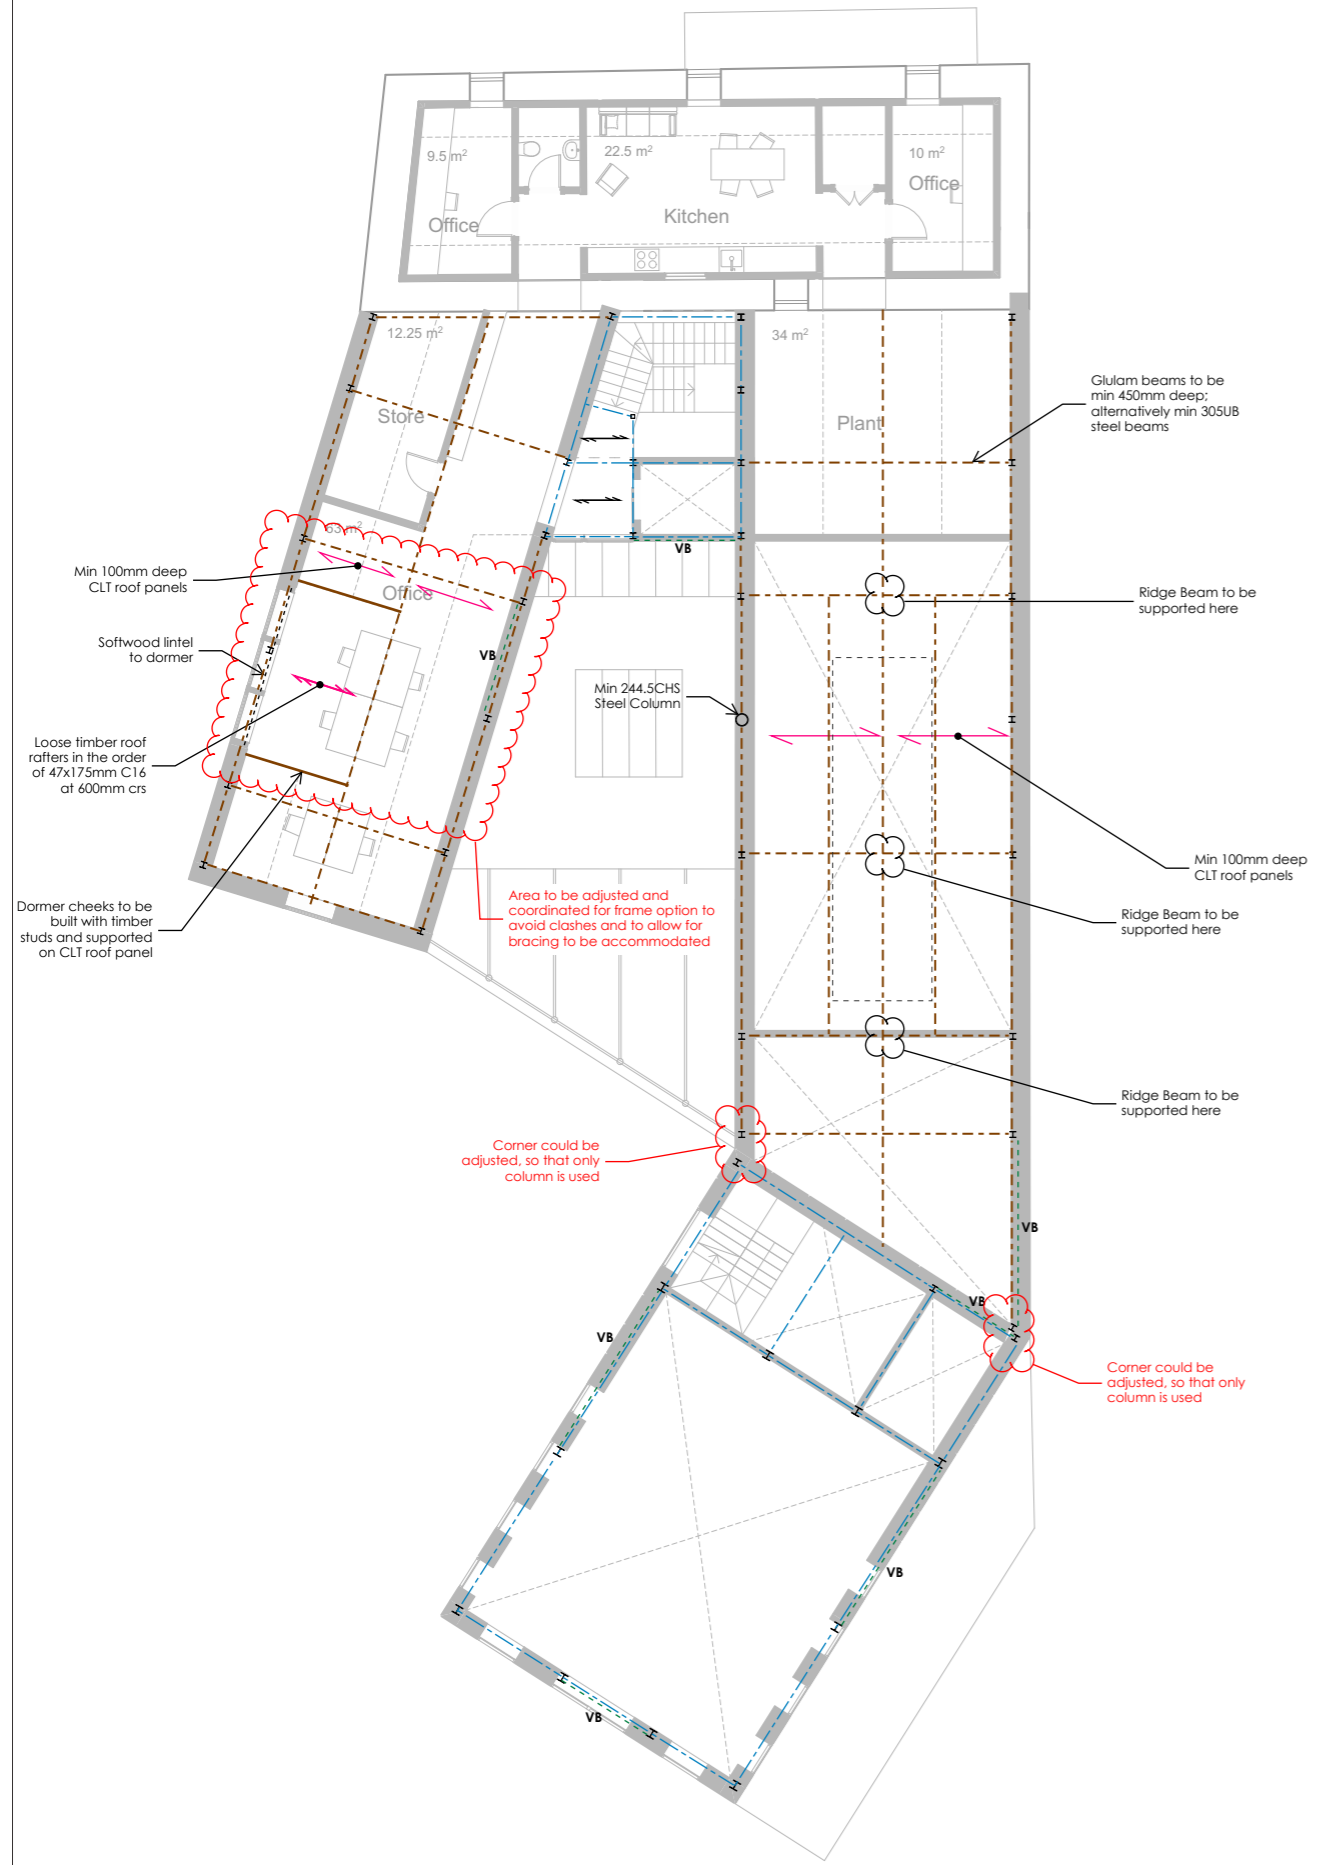 9.5 m²
22.5 m²
10 m²
Office
Office
Kitchen
12.25 m²
34 m²
Store
Plant
Glulam beams to be
min 450mm deep;
alternatively min 305UB
steel beams
53 m²
Office
VB
Min 100mm deep
CLT roof panels
Softwood lintel
to dormer
Loose timber roof
rafters in the order
of 47x175mm C16
at 600mm crs
Dormer cheeks to be
built with timber
studs and supported
on CLT roof panel
VB
Min 244.5CHS
Steel Column
Ridge Beam to be
supported here
Min 100mm deep
CLT roof panels
Ridge Beam to be
supported here
Area to be adjusted and
coordinated for frame option to
avoid clashes and to allow for
bracing to be accommodated
Ridge Beam to be
supported here
Corner could be
adjusted, so that only
column is used
VB
VB
VB
Corner could be
adjusted, so that only
column is used
VB
VB